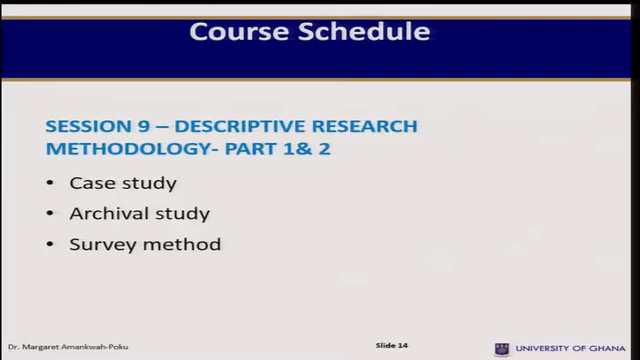 Course Schedule
SESSION 9 – DESCRIPTIVE RESEARCH
METHODOLOGY- PART 1& 2
• Case study
• Archival study
• Survey method
Dr. Margaret Amankwah-Poku
Slide 14
UNIVERSITY OF GHANA